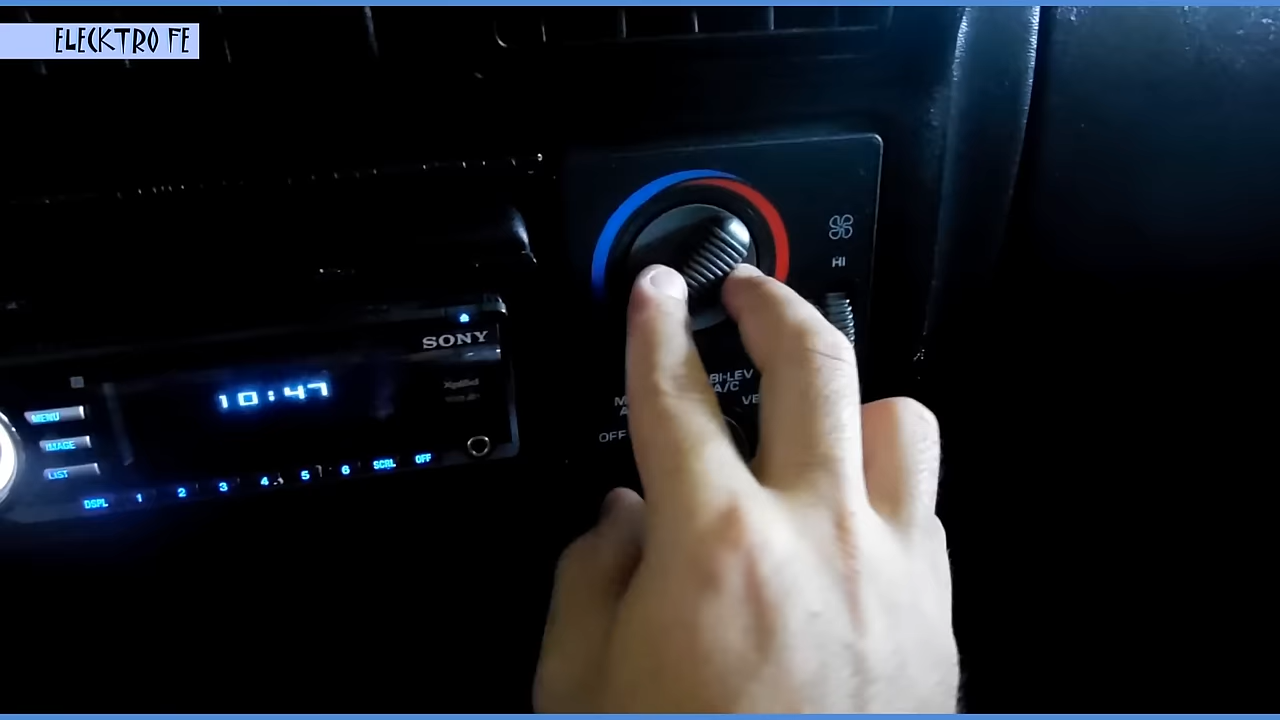 ELECKTRO FE
HI
SONY
10:47
MENU
IMAGE
LIST
DSPL 1 2 3 4 5 6 SCRL OFF
BI-LEV
A/C
OFF